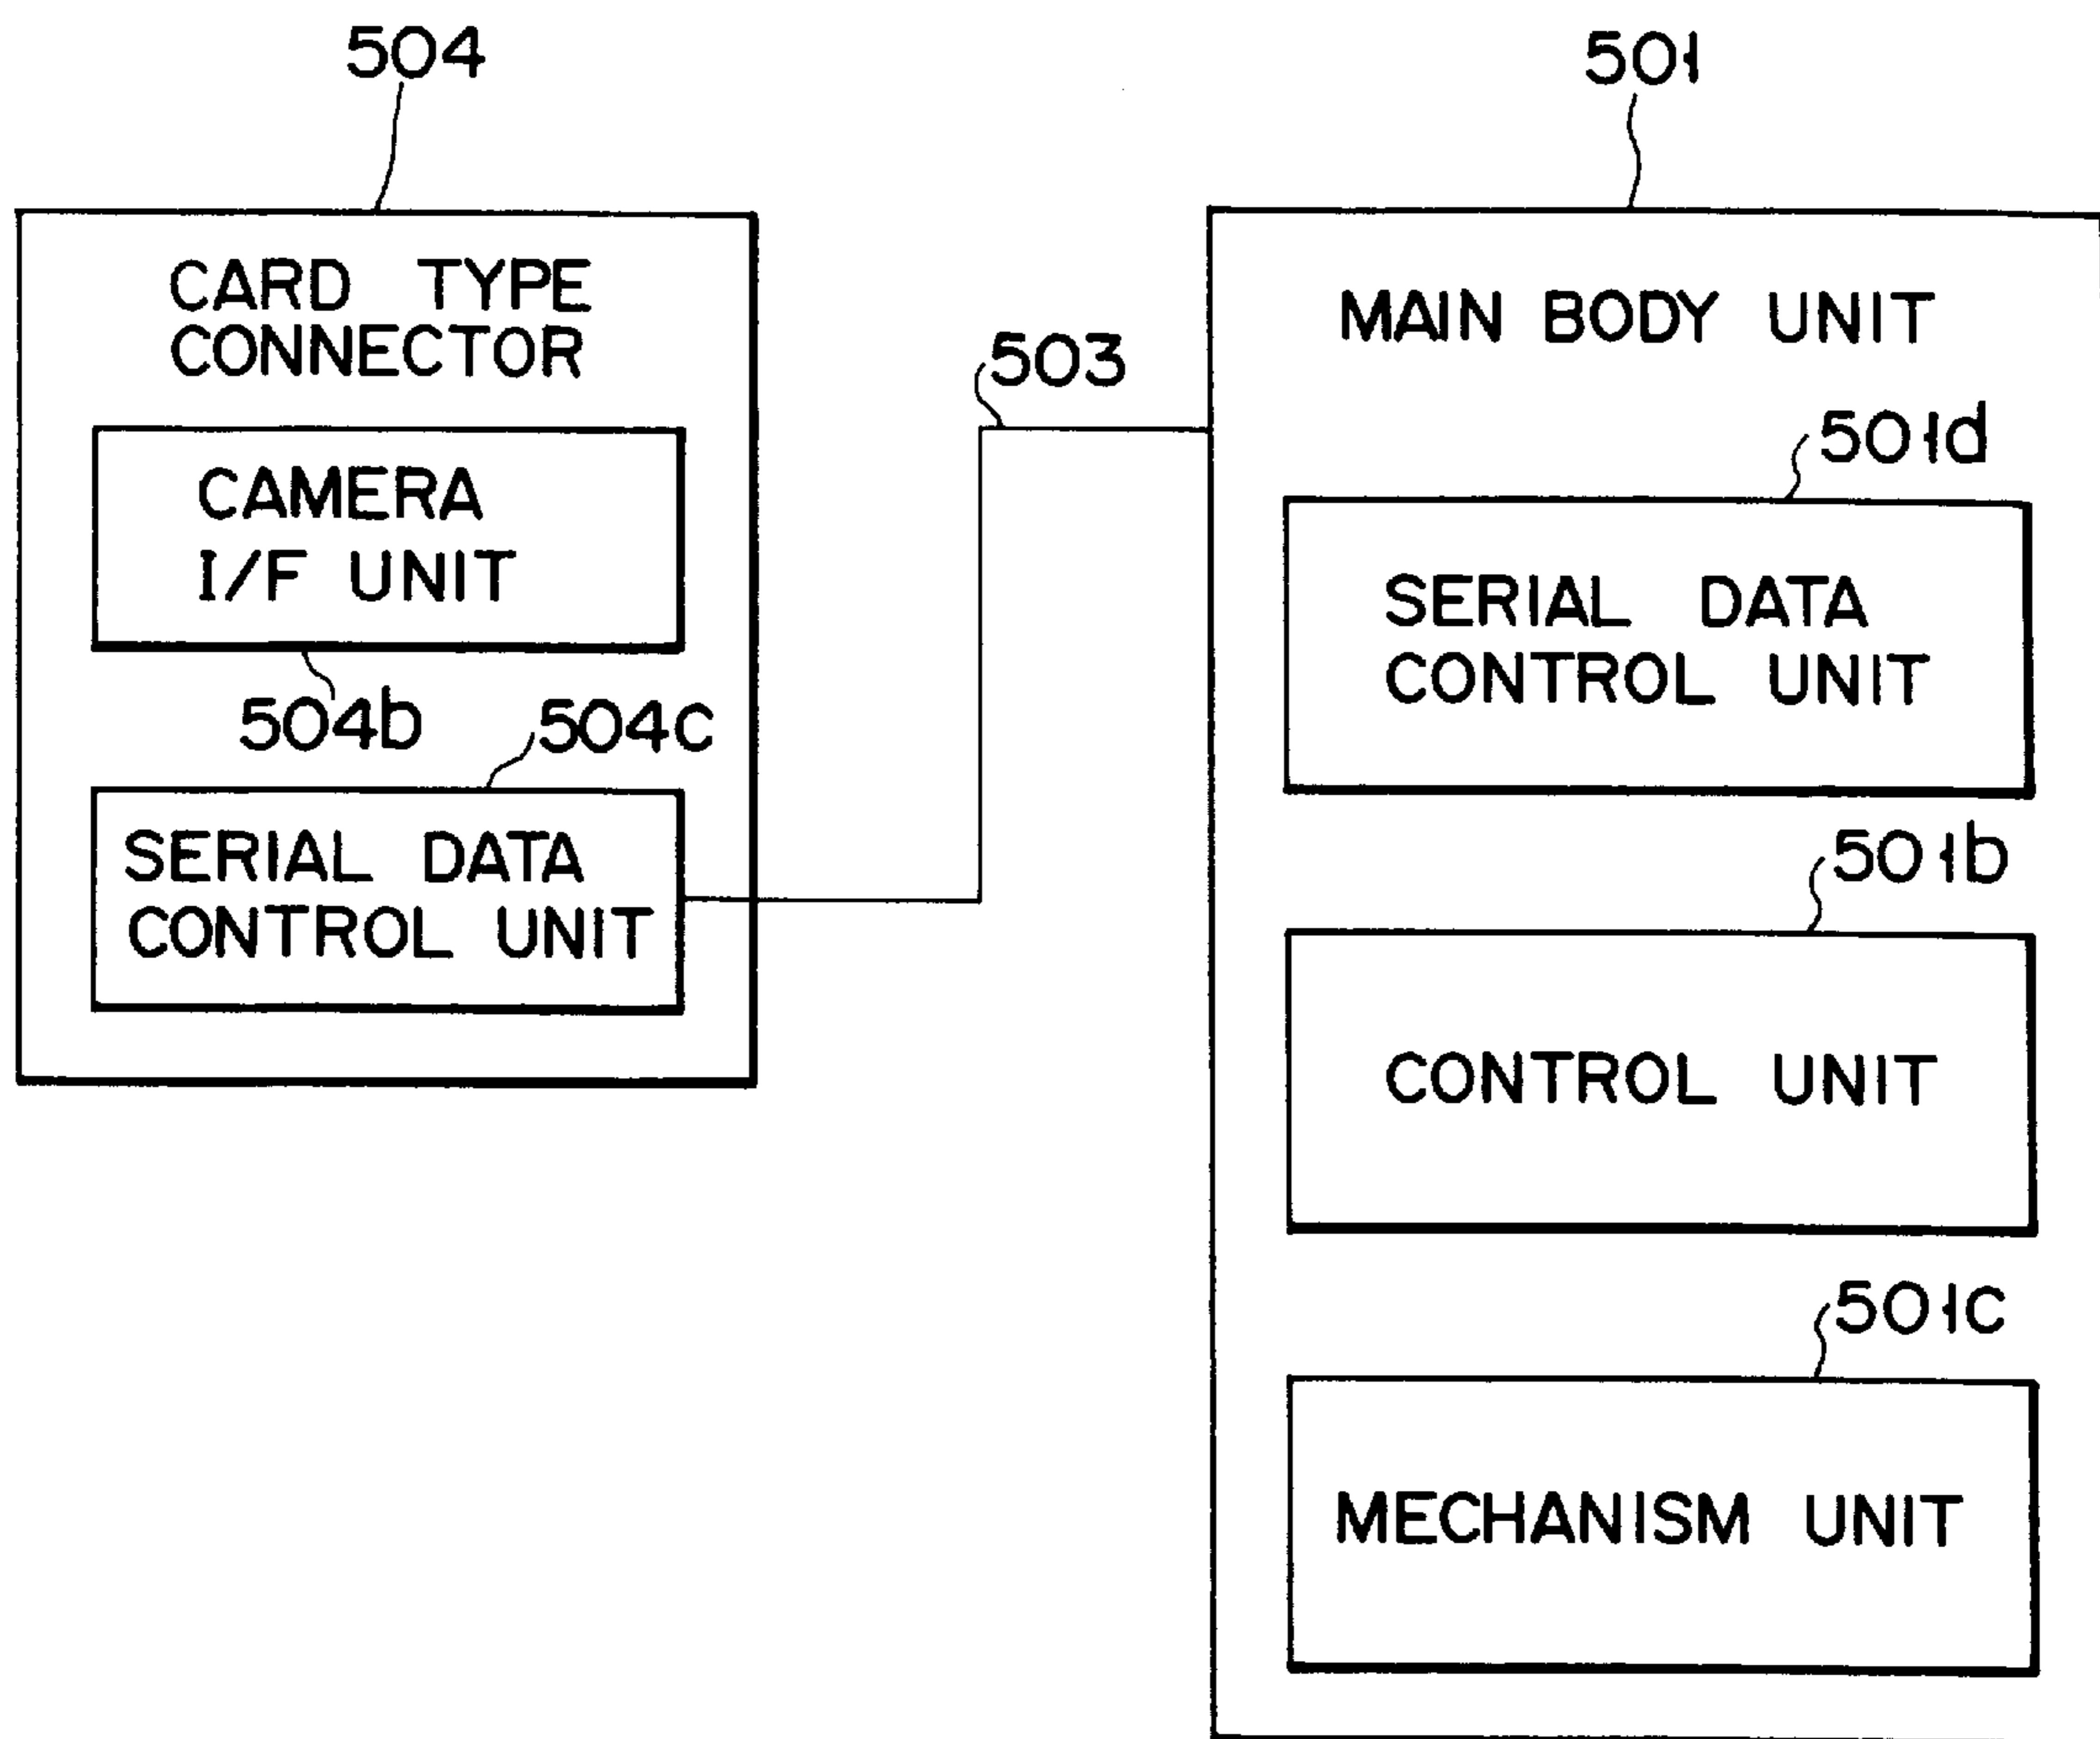 504
501
CARD TYPE
CONNECTOR
CAMERA
I/F UNIT
504b
504c
SERIAL DATA
CONTROL UNIT
503
MAIN BODY UNIT
501d
SERIAL DATA
CONTROL UNIT
501b
CONTROL UNIT
501c
MECHANISM UNIT